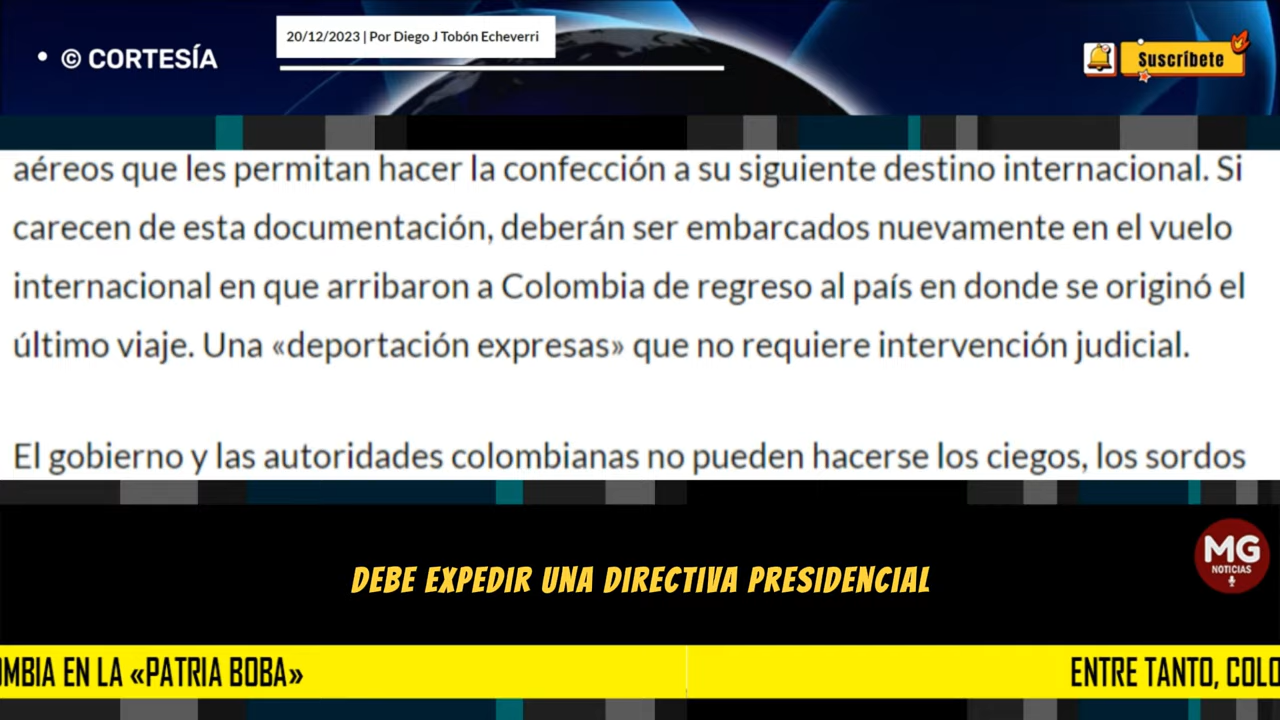 20/12/2023 | Por Diego J Tobón Echeverri
• © CORTESÍA
Suscríbete
aéreos que les permitan hacer la confección a su siguiente destino internacional. Si
carecen de esta documentación, deberán ser embarcados nuevamente en el vuelo
internacional en que arribaron a Colombia de regreso al país en donde se originó el
último viaje. Una «deportación expresas» que no requiere intervención judicial.
El gobierno y las autoridades colombianas no pueden hacerse los ciegos, los sordos
MG
NOTICIAS
DEBE EXPEDIR UNA DIRECTIVA PRESIDENCIAL
OMBIA EN LA «PATRIA BOBA»
ENTRE TANTO, COLO